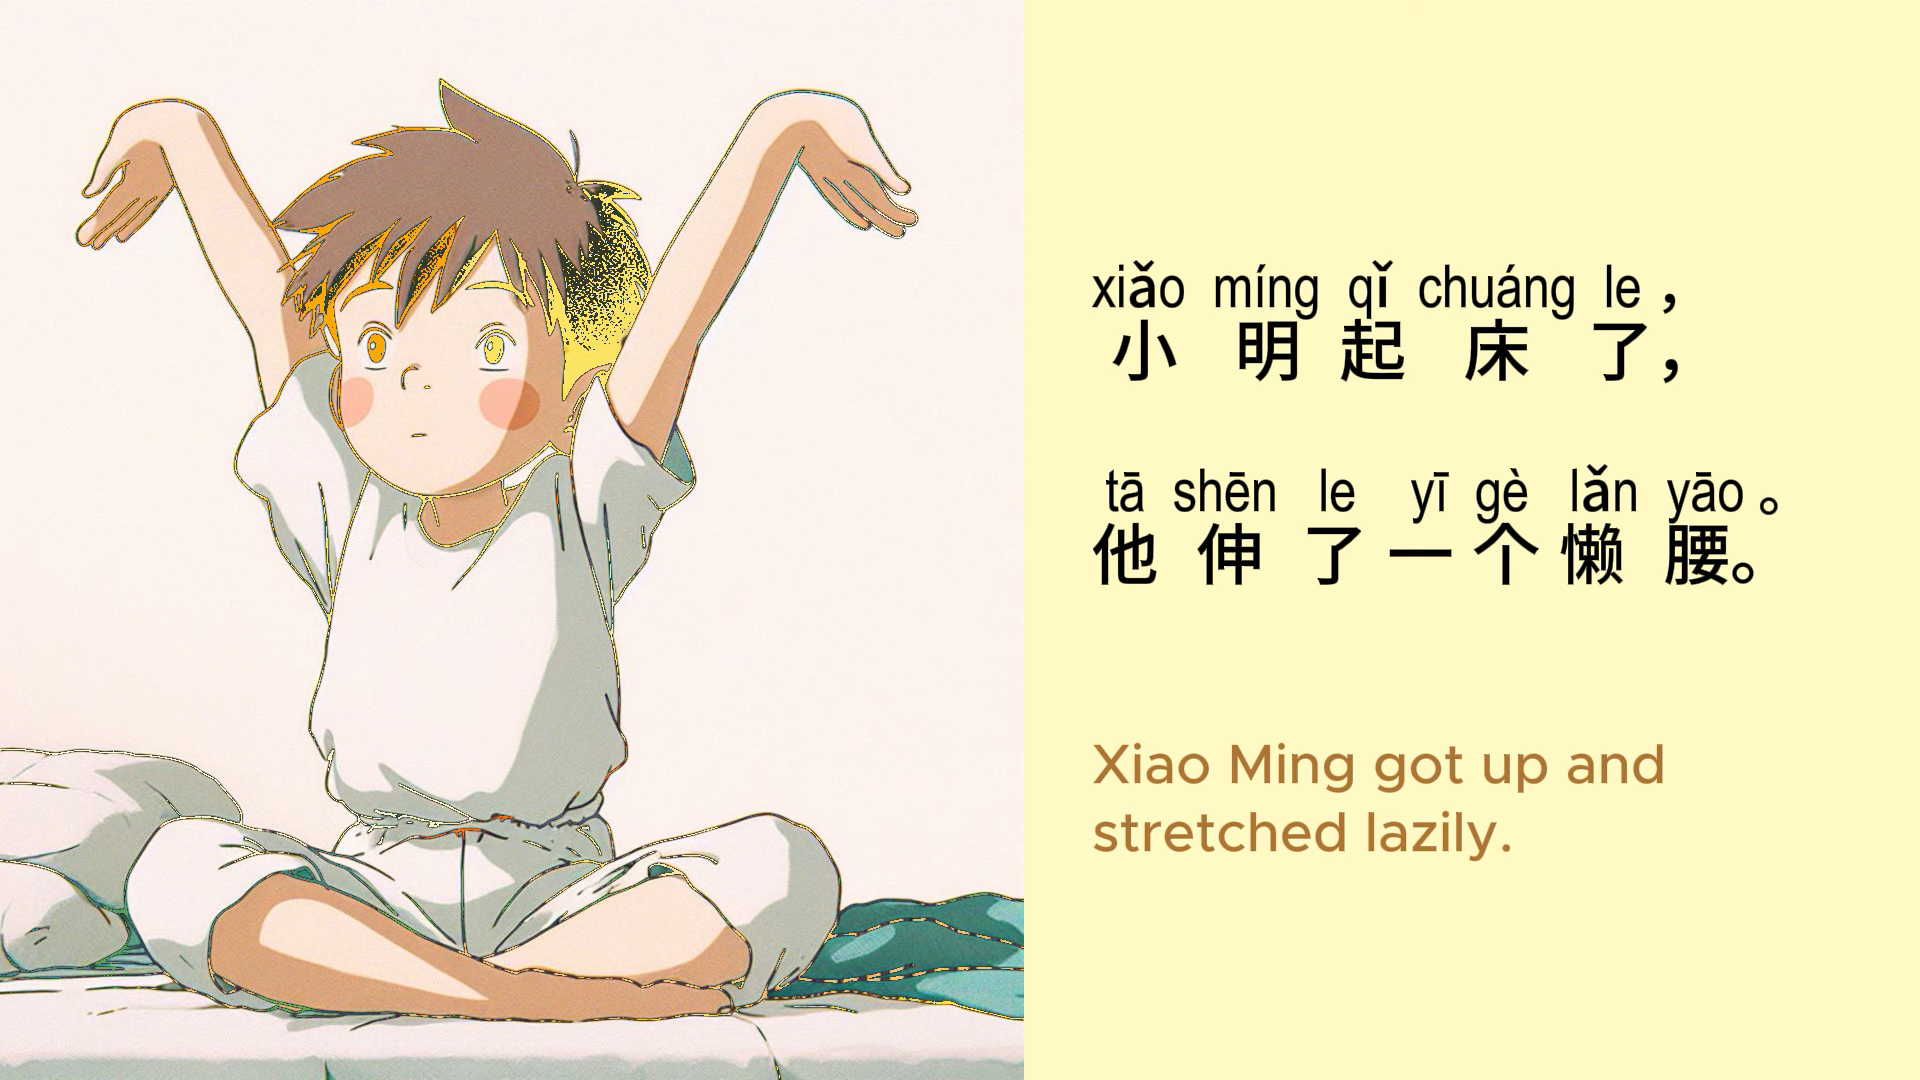 xiǎo míng qǐ chuáng le，
小明起床了，
tā shēn le yī gè lǎn yāo。
他伸了一个懒腰。
Xiao Ming got up and
stretched lazily.